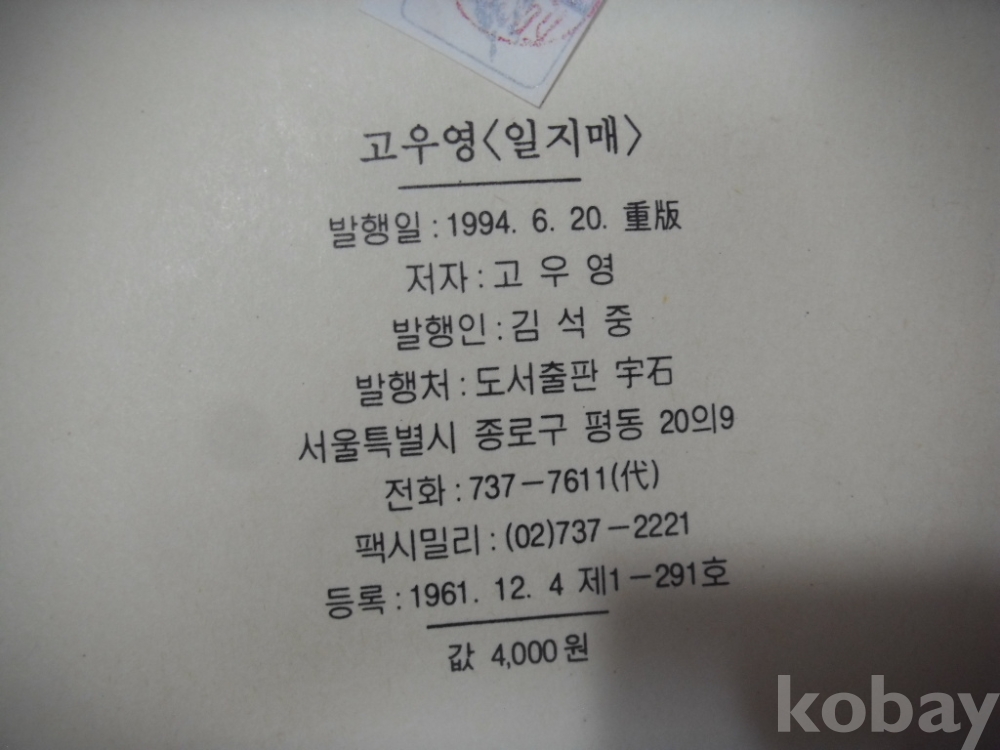 고우영〈일지매〉
발행일 : 1994. 6. 20. 重版
저자 : 고 우 영
발행인 : 김 석 중
발행처 : 도서출판 宇石
서울특별시 종로구 평동 20의9
전화 : 737-7611(代)
팩시밀리 : (02)737-2221
등록 : 1961. 12. 4 제1-291호
값 4,000원
kobay